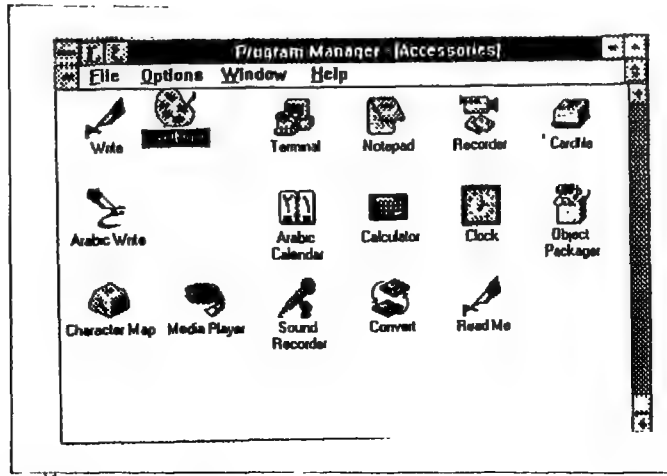 Program Manager - [Accessories]
File Options Window Help
Write
Terminal
Notepad
Recorder
Cardfile
Arabic Write
Arabic
Calendar
Calculator
Clock
Object
Packager
Character Map
Media Player
Sound
Recorder
Convert
Read Me